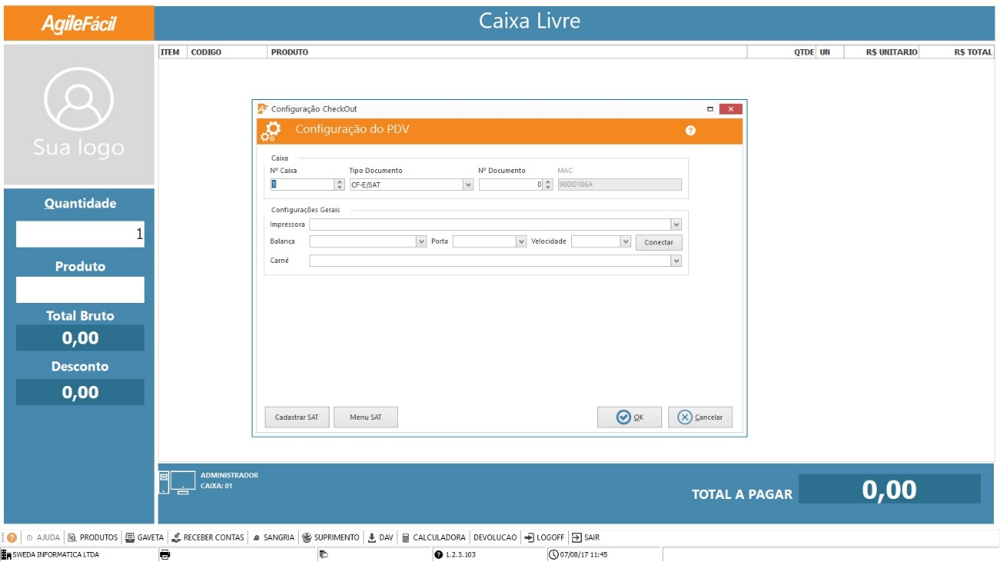 AgileFácil
Caixa Livre
ITEM CODIGO PRODUTO QTDE UN R$ UNITARIO R$ TOTAL
Sua logo
Configuração CheckOut
Configuração do PDV
Caixa
Nº Caixa Tipo Documento Nº Documento MAC
1 CF-E/SAT 0 98DD186A
Configurações Gerais
Impressora
Balança Porta Velocidade Conectar
Carnê
Cadastrar SAT Menu SAT OK Cancelar
Quantidade
1
Produto
Total Bruto
0,00
Desconto
0,00
ADMINISTRADOR
CAIXA: 01
TOTAL A PAGAR 0,00
AJUDA PRODUTOS GAVETA RECEBER CONTAS SANGRIA SUPRIMENTO DAV CALCULADORA DEVOLUCAO LOGOFF SAIR
SWEDA INFORMATICA LTDA 1.2.3.103 07/08/17 11:45